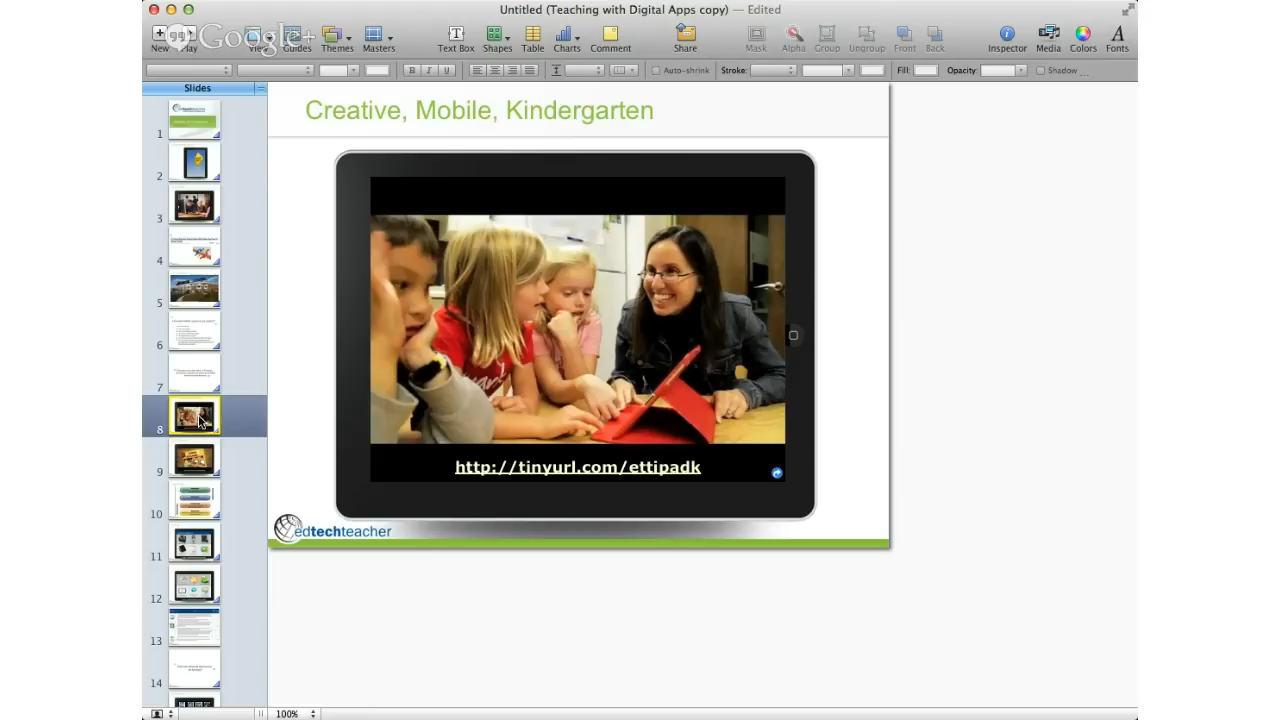 Untitled (Teaching with Digital Apps copy) — Edited
Google+
New Play View Guides Themes Masters Text Box Shapes Table Charts Comment Share Mask Alpha Group Ungroup Front Back Inspector Media Colors Fonts
B I U Auto-shrink Stroke: Fill: Opacity: Shadow
Slides
Creative, Mobile, Kindergarten
1
2
3
4
5
6
7
8
9
10
11
12
13
14
http://tinyurl.com/ettipadk
edtechteacher
100%